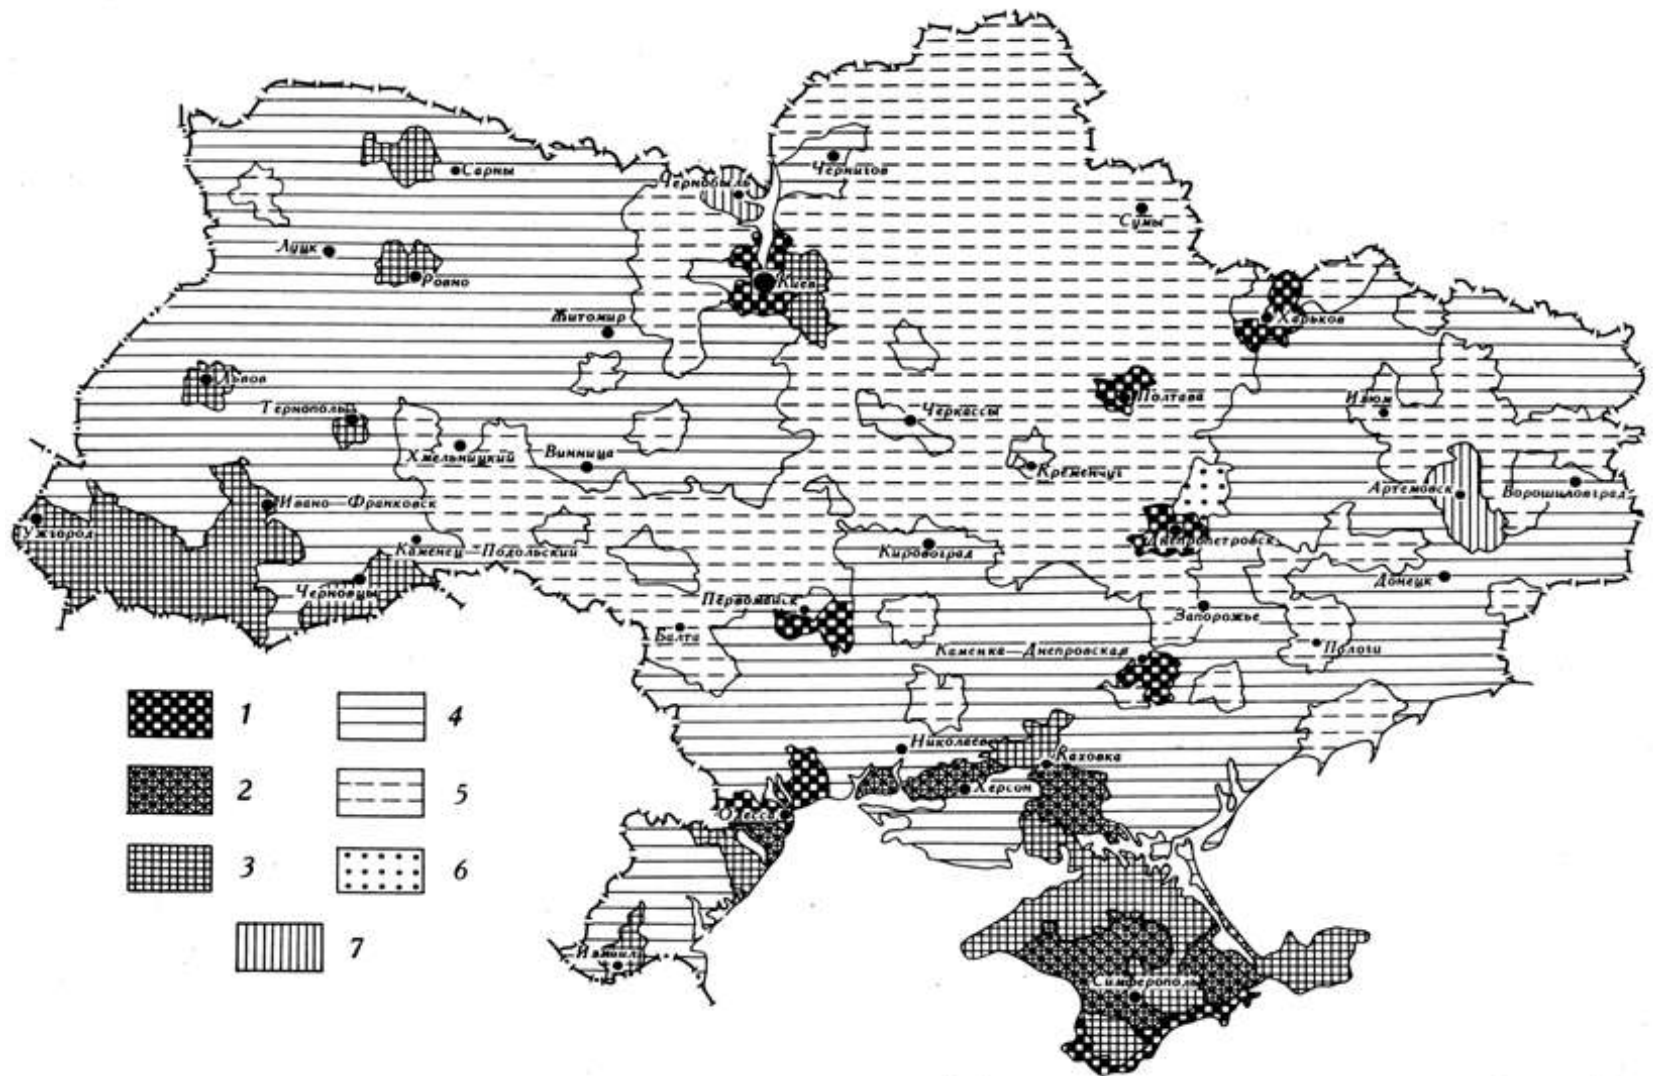 Сарны
Чернобыль
Чернигов
Сумы
Луцк
Ровно
Киев
Житомир
Харьков
Львов
Тернополь
Хмельницкий
Винница
Черкассы
Полтава
Изюм
Кременчуг
Ивано-Франковск
Ужгород
Каменец-Подольский
Черновцы
Кировоград
Днепропетровск
Артемовск
Ворошиловград
Донецк
Первомайск
Балта
Запорожье
Пологи
Каменка-Днепровская
Николаев
Каховка
Херсон
Одесса
Измаил
Симферополь
1
4
2
5
3
6
7